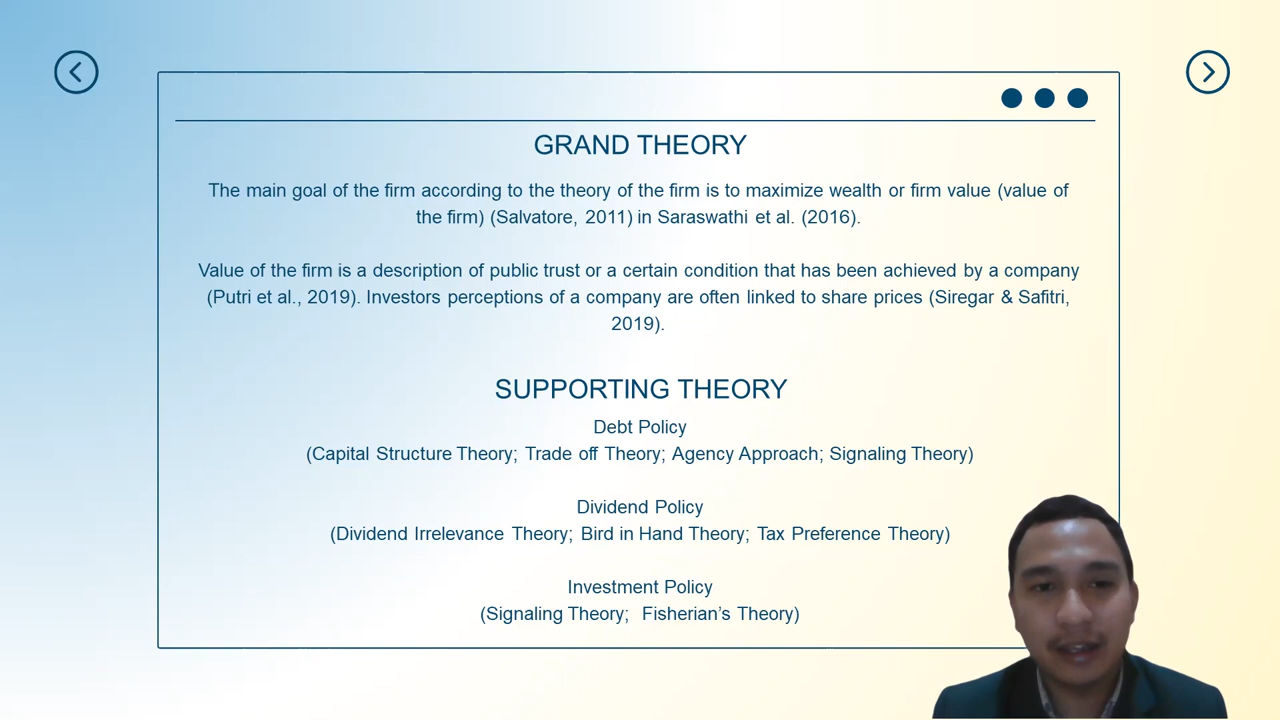 GRAND THEORY
The main goal of the firm according to the theory of the firm is to maximize wealth or firm value (value of
the firm) (Salvatore, 2011) in Saraswathi et al. (2016).
Value of the firm is a description of public trust or a certain condition that has been achieved by a company
(Putri et al., 2019). Investors perceptions of a company are often linked to share prices (Siregar & Safitri,
2019).
SUPPORTING THEORY
Debt Policy
(Capital Structure Theory; Trade off Theory; Agency Approach; Signaling Theory)
Dividend Policy
(Dividend Irrelevance Theory; Bird in Hand Theory; Tax Preference Theory)
Investment Policy
(Signaling Theory; Fisherian’s Theory)